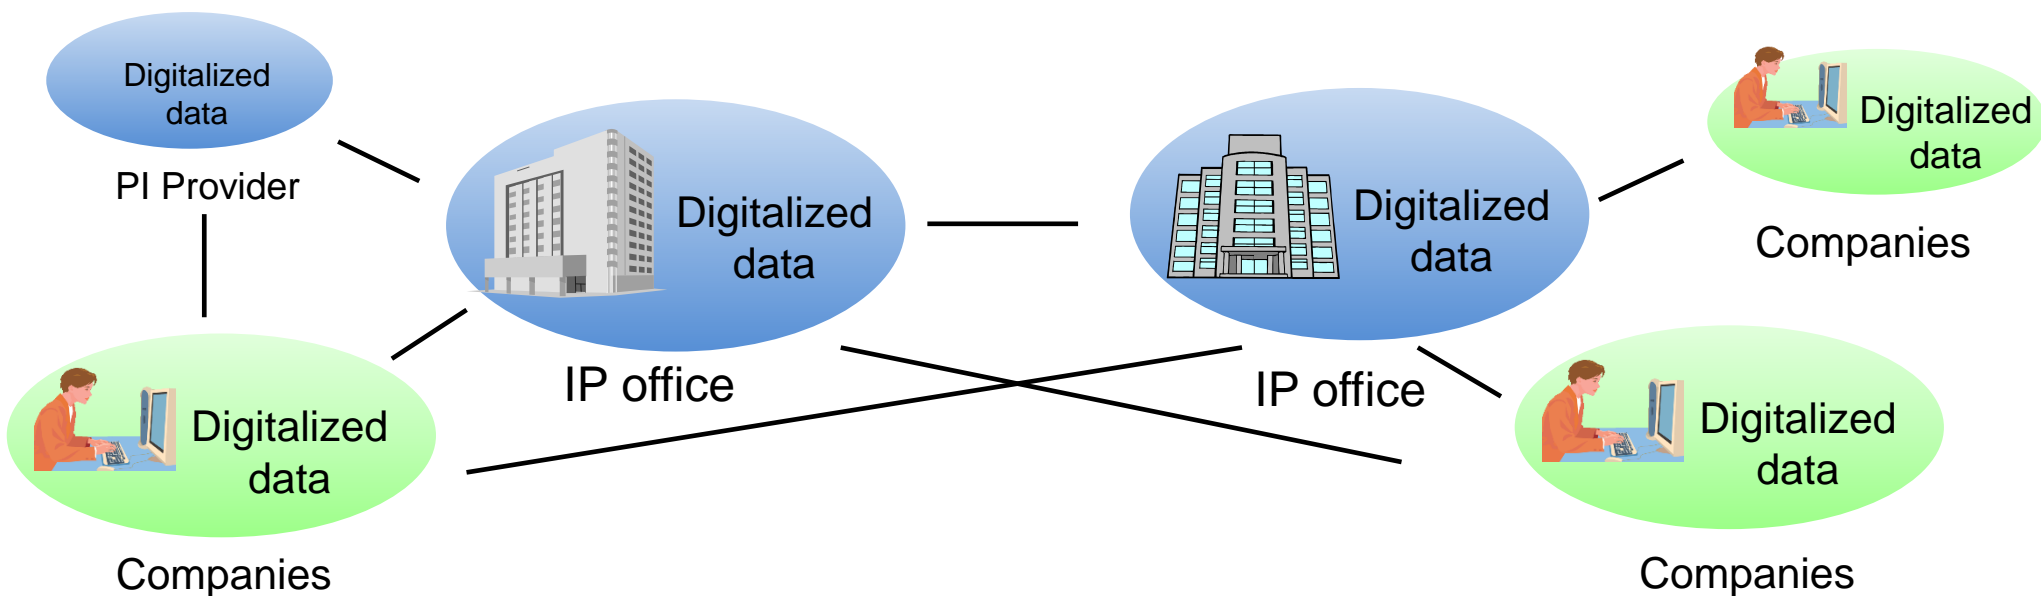 Digitalized
data
PI Provider
Digitalized
data
IP office
Digitalized
data
IP office
Digitalized
data
Companies
Digitalized
data
Companies
Digitalized
data
Companies